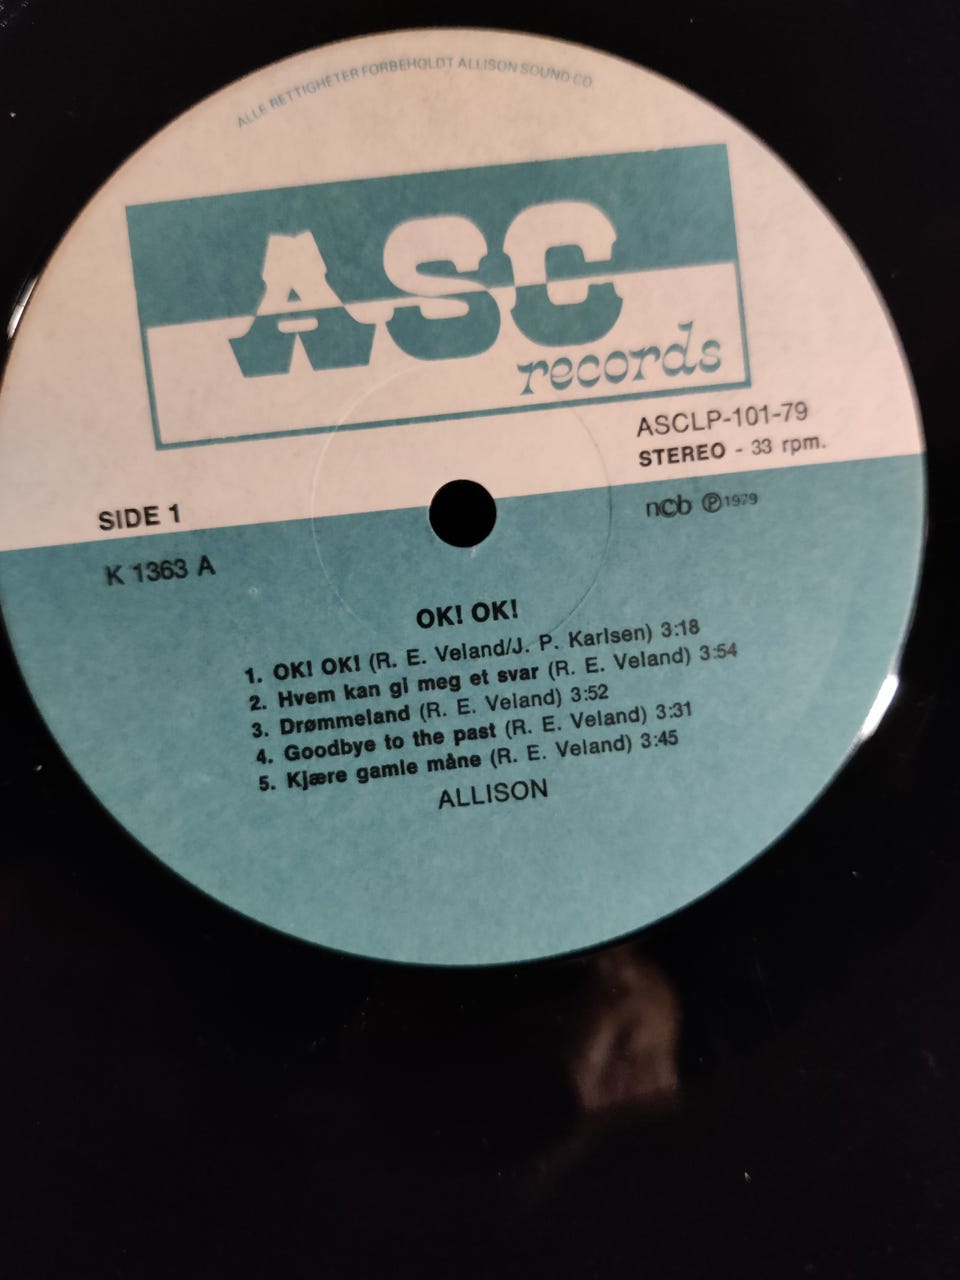 ALLE RETTIGHETER FORBEHOLDT ALLISON SOUND CO.
ASC
records
ASCLP-101-79
STEREO - 33 rpm.
SIDE 1
ncb Ⓟ 1979
K 1363 A
OK! OK!
1. OK! OK! (R. E. Veland/J. P. Karlsen) 3:18
2. Hvem kan gi meg et svar (R. E. Veland) 3:54
3. Drømmeland (R. E. Veland) 3:52
4. Goodbye to the past (R. E. Veland) 3:31
5. Kjære gamle måne (R. E. Veland) 3:45
ALLISON